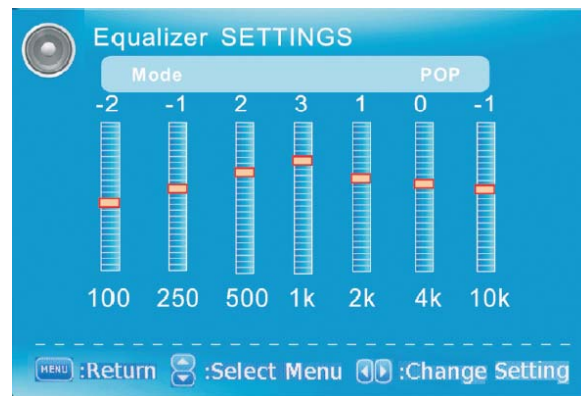 Equalizer SETTINGS
Mode POP
-2 -1 2 3 1 0 -1
100 250 500 1k 2k 4k 10k
MENU :Return :Select Menu :Change Setting